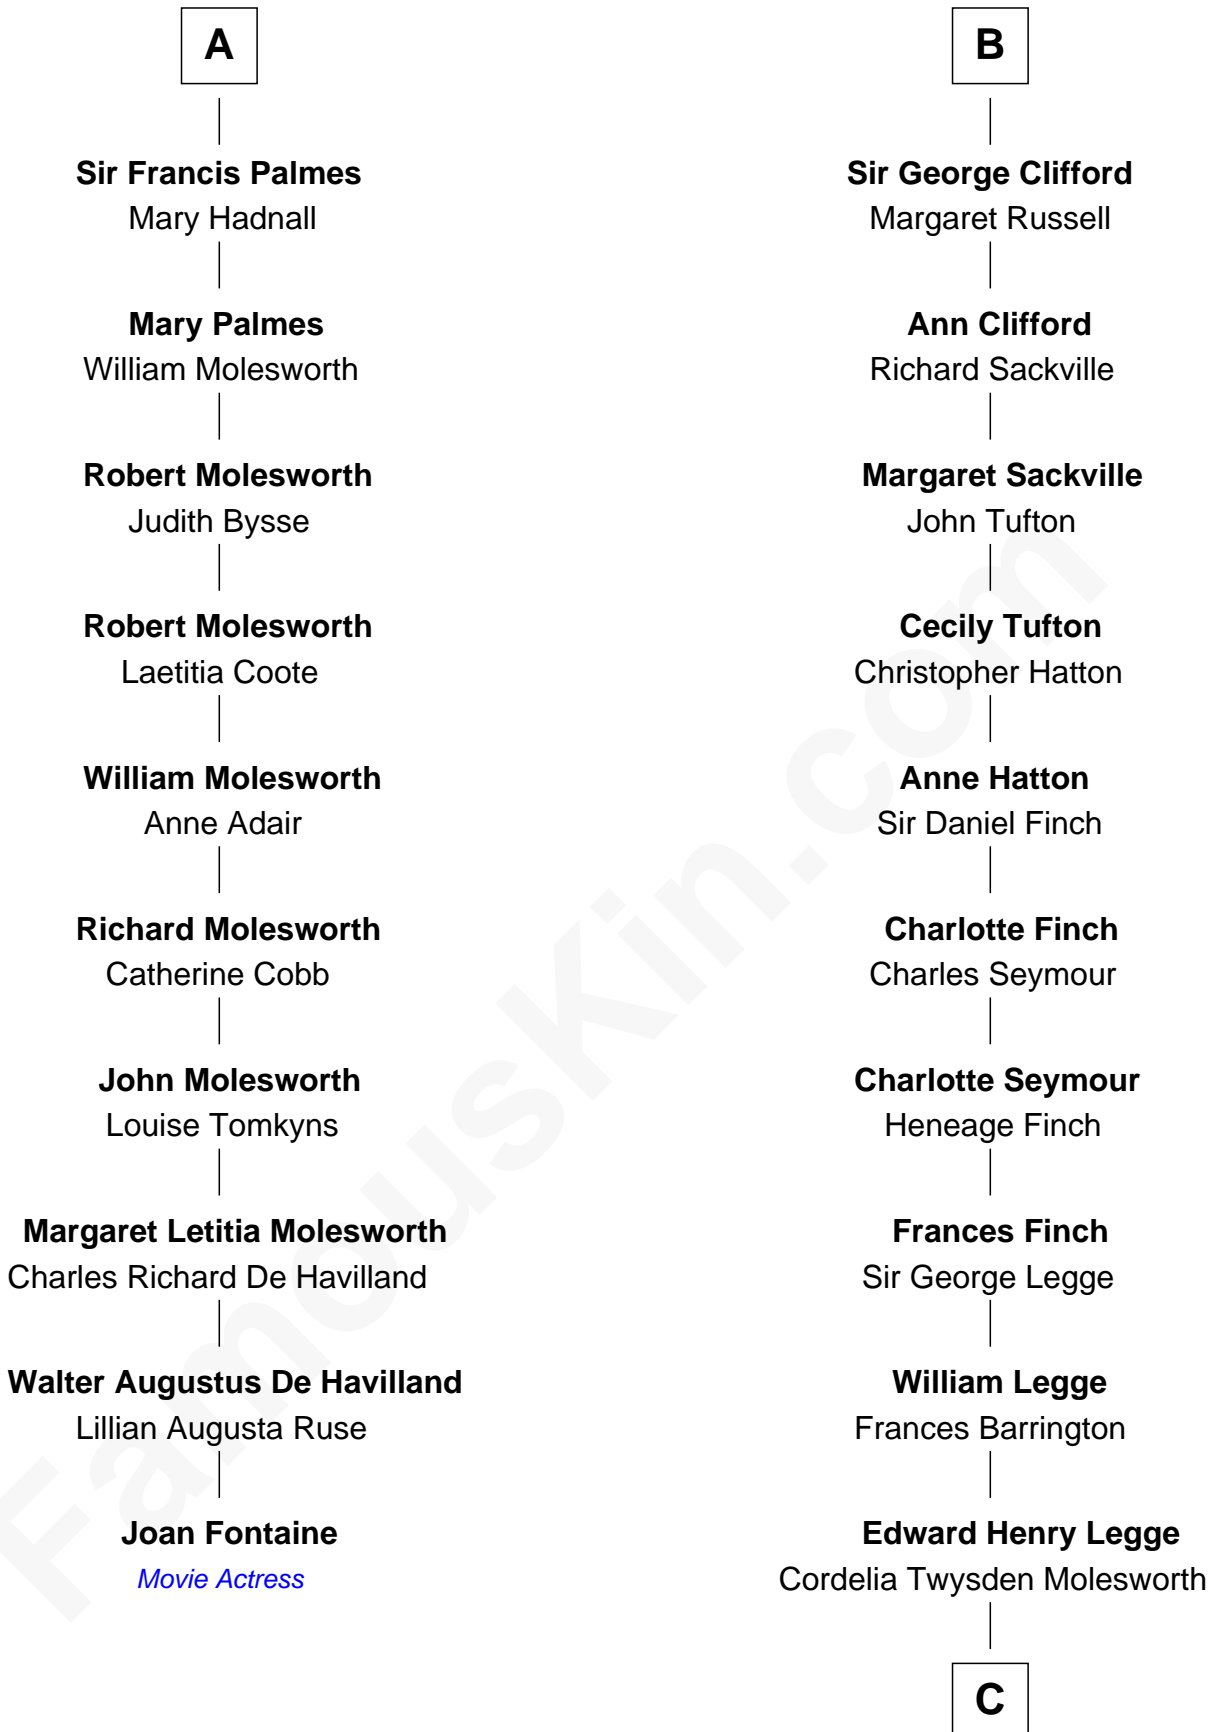 A
Sir Francis Palmes
Mary Hadnall
Mary Palmes
William Molesworth
Robert Molesworth
Judith Bysse
Robert Molesworth
Laetitia Coote
William Molesworth
Anne Adair
Richard Molesworth
Catherine Cobb
John Molesworth
Louise Tomkyns
Margaret Letitia Molesworth
Charles Richard De Havilland
Walter Augustus De Havilland
Lillian Augusta Ruse
Joan Fontaine
Movie Actress
B
Sir George Clifford
Margaret Russell
Ann Clifford
Richard Sackville
Margaret Sackville
John Tufton
Cecily Tufton
Christopher Hatton
Anne Hatton
Sir Daniel Finch
Charlotte Finch
Charles Seymour
Charlotte Seymour
Heneage Finch
Frances Finch
Sir George Legge
William Legge
Frances Barrington
Edward Henry Legge
Cordelia Twysden Molesworth
C
FamousKin.com